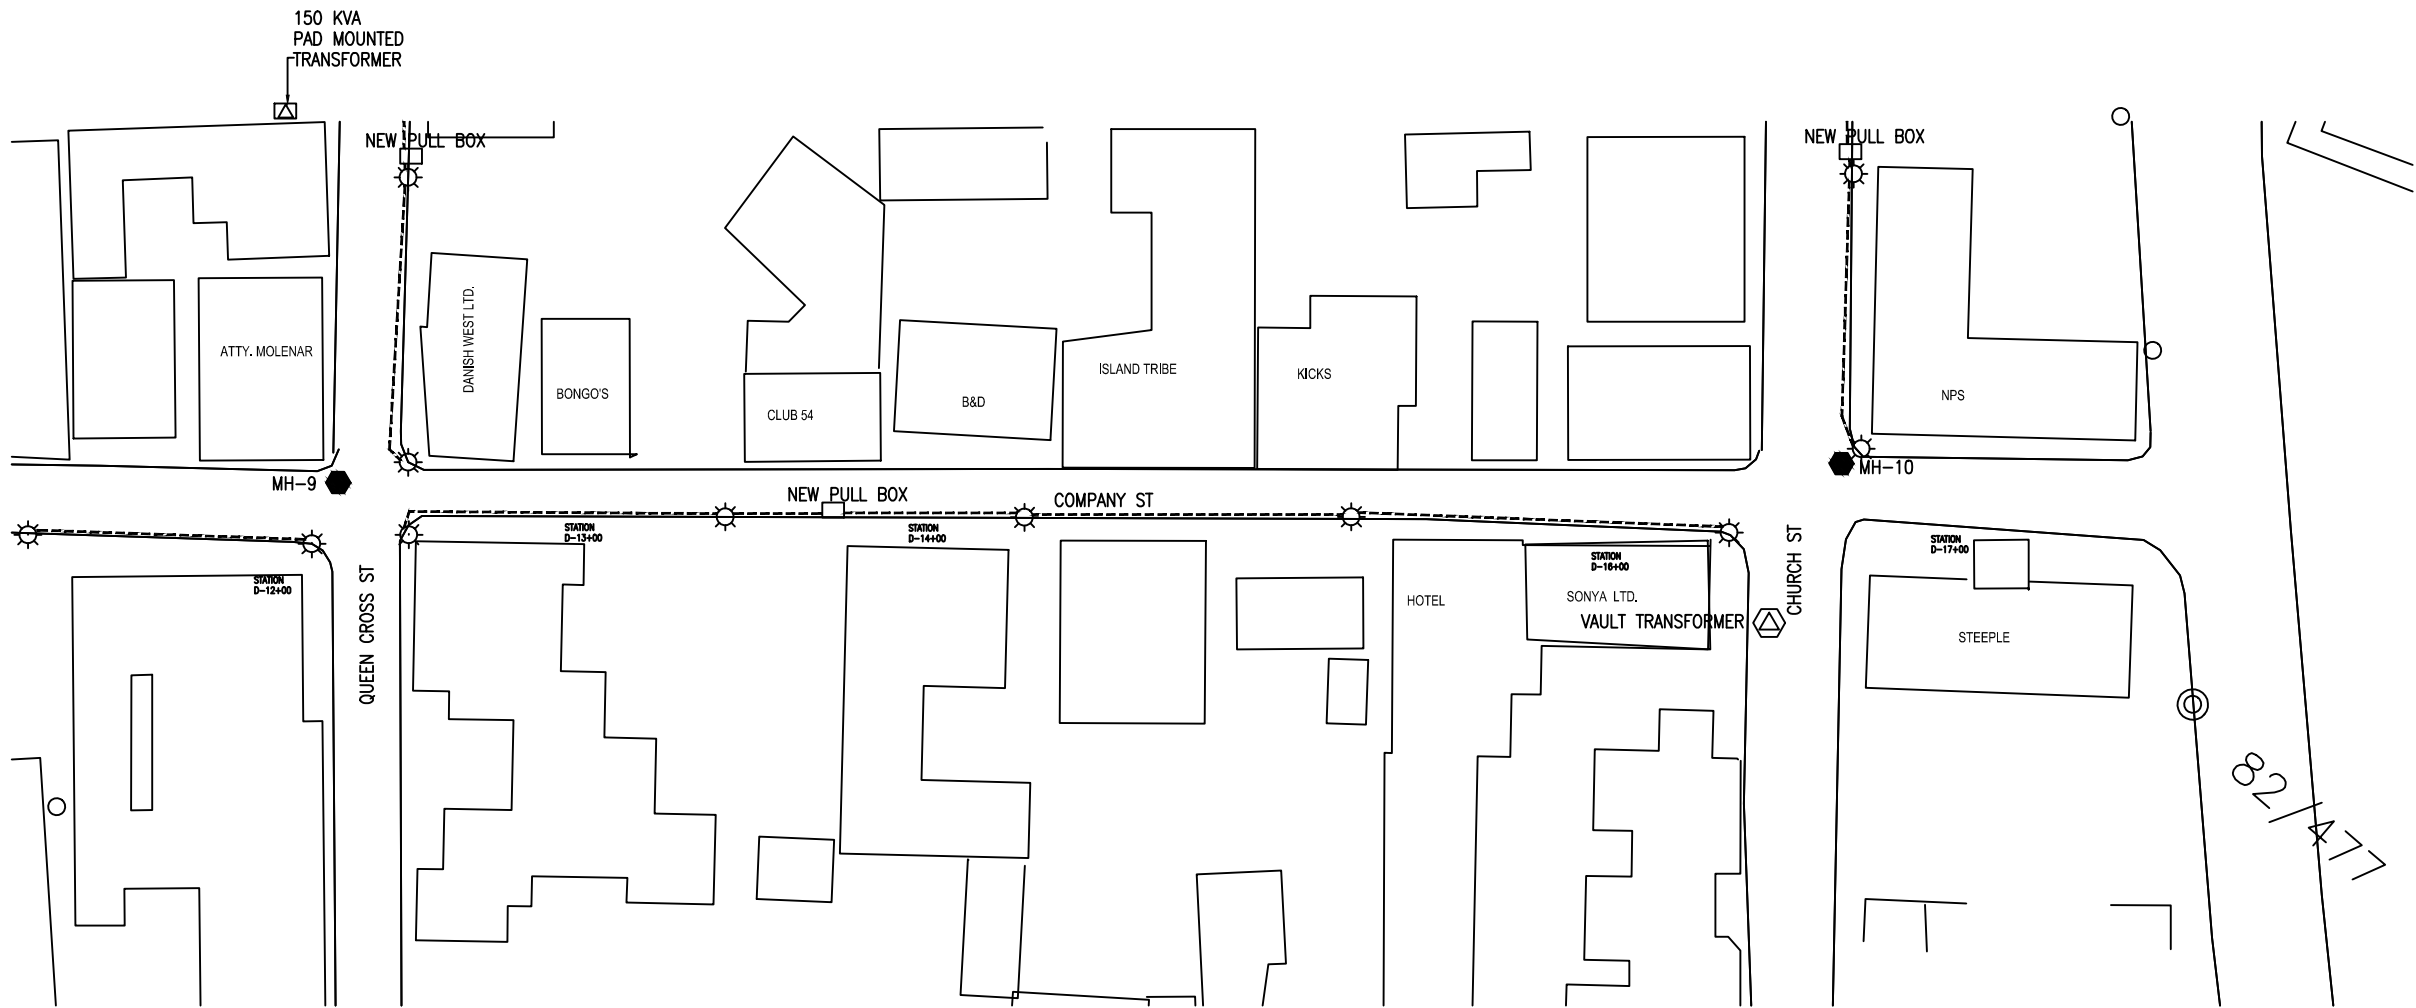 150 KVA
PAD MOUNTED
TRANSFORMER
NEW PULL BOX
NEW PULL BOX
DANISH WEST LTD.
ATTY. MOLENAR
BONGO'S
CLUB 54
B&D
ISLAND TRIBE
KICKS
NPS
MH-9
NEW PULL BOX
COMPANY ST
MH-10
STATION
D-12+00
STATION
D-13+00
STATION
D-14+00
STATION
D-16+00
STATION
D-17+00
QUEEN CROSS ST
CHURCH ST
HOTEL
SONYA LTD.
VAULT TRANSFORMER
STEEPLE
82/477